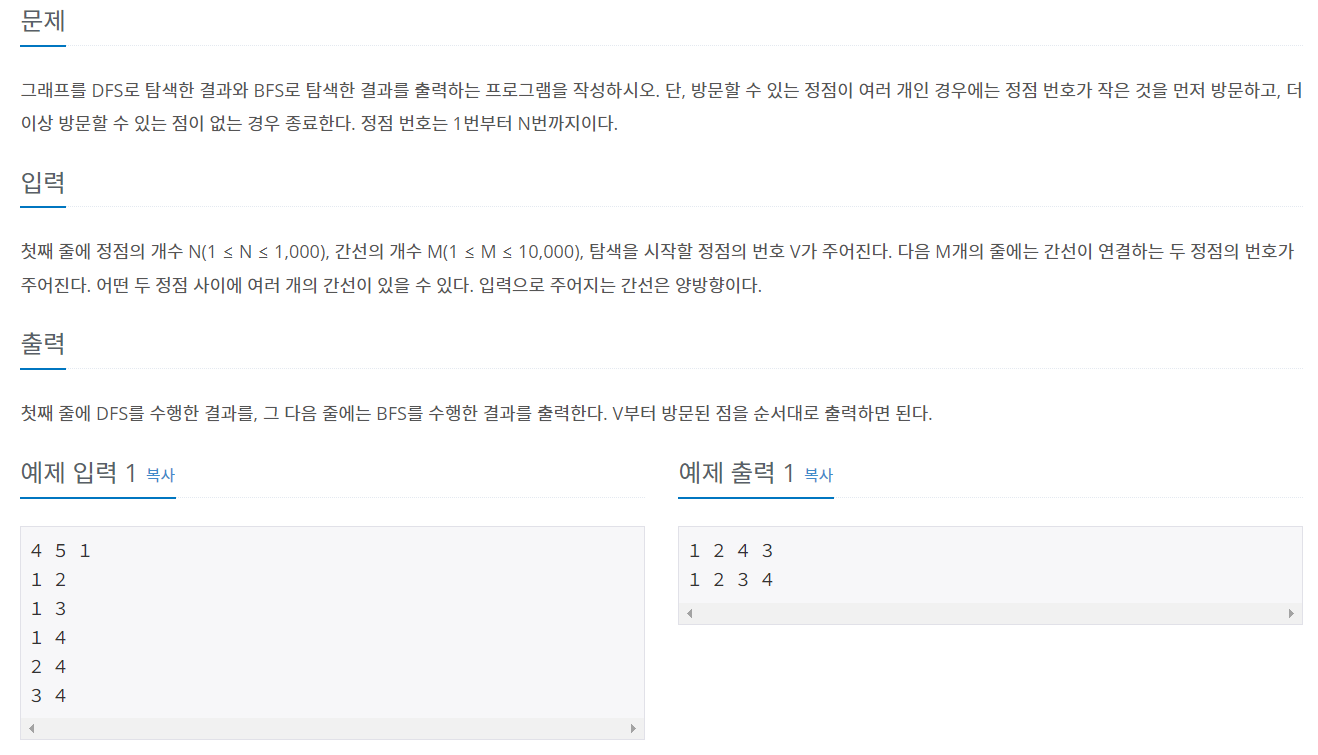 문제
그래프를 DFS로 탐색한 결과와 BFS로 탐색한 결과를 출력하는 프로그램을 작성하시오. 단, 방문할 수 있는 정점이 여러 개인 경우에는 정점 번호가 작은 것을 먼저 방문하고, 더
이상 방문할 수 있는 점이 없는 경우 종료한다. 정점 번호는 1번부터 N번까지이다.
입력
첫째 줄에 정점의 개수 N(1 ≤ N ≤ 1,000), 간선의 개수 M(1 ≤ M ≤ 10,000), 탐색을 시작할 정점의 번호 V가 주어진다. 다음 M개의 줄에는 간선이 연결하는 두 정점의 번호가
주어진다. 어떤 두 정점 사이에 여러 개의 간선이 있을 수 있다. 입력으로 주어지는 간선은 양방향이다.
출력
첫째 줄에 DFS를 수행한 결과를, 그 다음 줄에는 BFS를 수행한 결과를 출력한다. V부터 방문된 점을 순서대로 출력하면 된다.
예제 입력 1 복사
4 5 1
1 2
1 3
1 4
2 4
3 4
예제 출력 1 복사
1 2 4 3
1 2 3 4